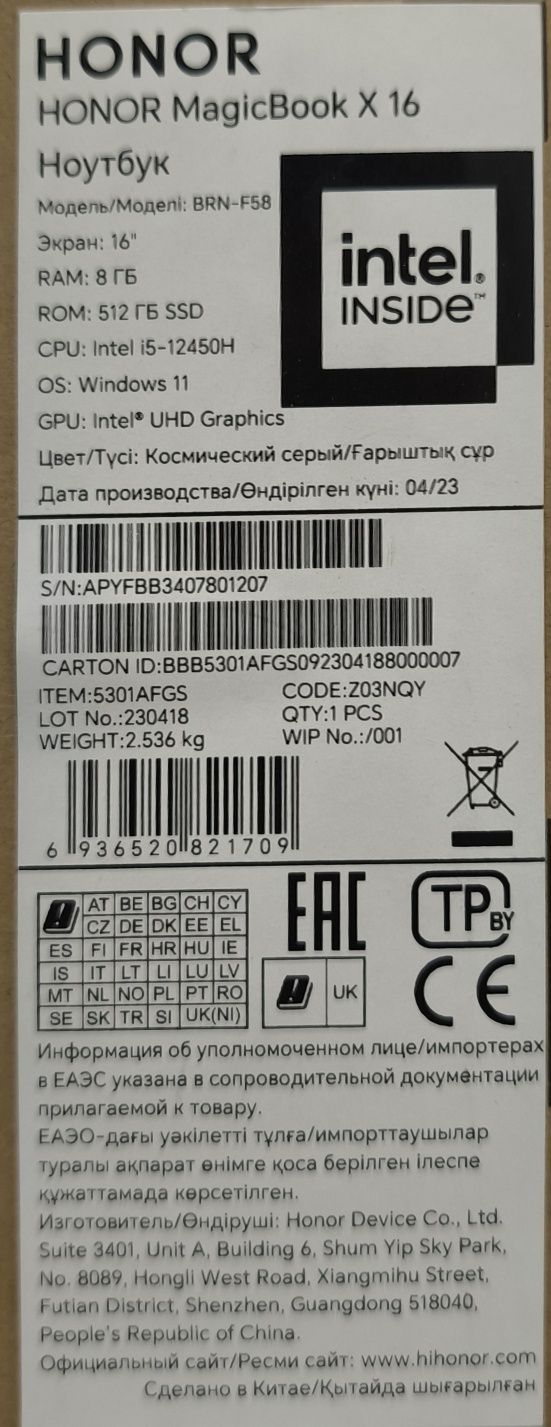 HONOR
HONOR MagicBook X 16
Ноутбук
Модель/Моделі: BRN-F58
Экран: 16"
RAM: 8 ГБ
ROM: 512 ГБ SSD
CPU: Intel i5-12450H
OS: Windows 11
GPU: Intel® UHD Graphics
Цвет/Түсі: Космический серый/Ғарыштық сұр
Дата производства/Өндірілген күні: 04/23
intel®
INSIDE™
S/N:APYFBB3407801207
CARTON ID:BBB5301AFGS092304188000007
ITEM:5301AFGS CODE:Z03NQY
LOT No.:230418 QTY:1 PCS
WEIGHT:2.536 kg WIP No.:/001
6 936520 821709
AT BE BG CH CY
CZ DE DK EE EL
ES FI FR HR HU IE
IS IT LT LI LU LV
MT NL NO PL PT RO
SE SK TR SI UK(NI)
UK
EAC
TP BY
CE
Информация об уполномоченном лице/импортерах
в ЕАЭС указана в сопроводительной документации
прилагаемой к товару.
ЕАЭО-дағы уәкілетті тұлға/импорттаушылар
туралы ақпарат өнімге қоса берілген ілеспе
құжаттамада көрсетілген.
Изготовитель/Өндіруші: Honor Device Co., Ltd.
Suite 3401, Unit A, Building 6, Shum Yip Sky Park,
No. 8089, Hongli West Road, Xiangmihu Street,
Futian District, Shenzhen, Guangdong 518040,
People's Republic of China.
Официальный сайт/Ресми сайт: www.hihonor.com
Сделано в Китае/Қытайда шығарылған